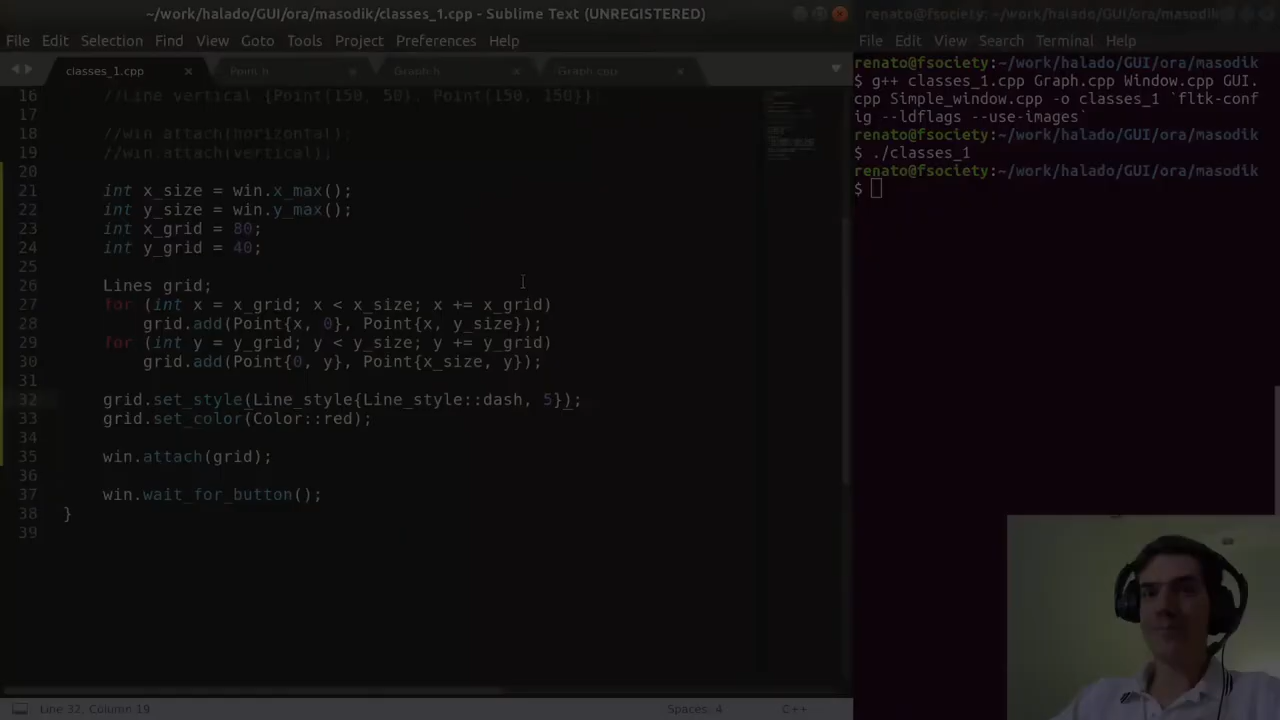 ~/work/halado/GUI/ora/masodik/classes_1.cpp - Sublime Text (UNREGISTERED)
File Edit Selection Find View Goto Tools Project Preferences Help
classes_1.cpp Point.h Graph.h Graph.cpp
16 //Line vertical {Point(150, 50), Point(150, 150)}
17
18 //win.attach(horizontal);
19 //win.attach(vertical);
20
21 int x_size = win.x_max();
22 int y_size = win.y_max();
23 int x_grid = 80;
24 int y_grid = 40;
25
26 Lines grid;
27 for (int x = x_grid; x < x_size; x += x_grid)
28 grid.add(Point{x, 0}, Point{x, y_size});
29 for (int y = y_grid; y < y_size; y += y_grid)
30 grid.add(Point{0, y}, Point{x_size, y});
31
32 grid.set_style(Line_style{Line_style::dash, 5});
33 grid.set_color(Color::red);
34
35 win.attach(grid);
36
37 win.wait_for_button();
38 }
39
Line 32, Column 19 Spaces: 4 C++
renato@fsociety: ~/work/halado/GUI/ora/masodik
File Edit View Search Terminal Help
renato@fsociety:~/work/halado/GUI/ora/masodik
$ g++ classes_1.cpp Graph.cpp Window.cpp GUI.
cpp Simple_window.cpp -o classes_1 `fltk-conf
ig --ldflags --use-images`
renato@fsociety:~/work/halado/GUI/ora/masodik
$ ./classes_1
renato@fsociety:~/work/halado/GUI/ora/masodik
$